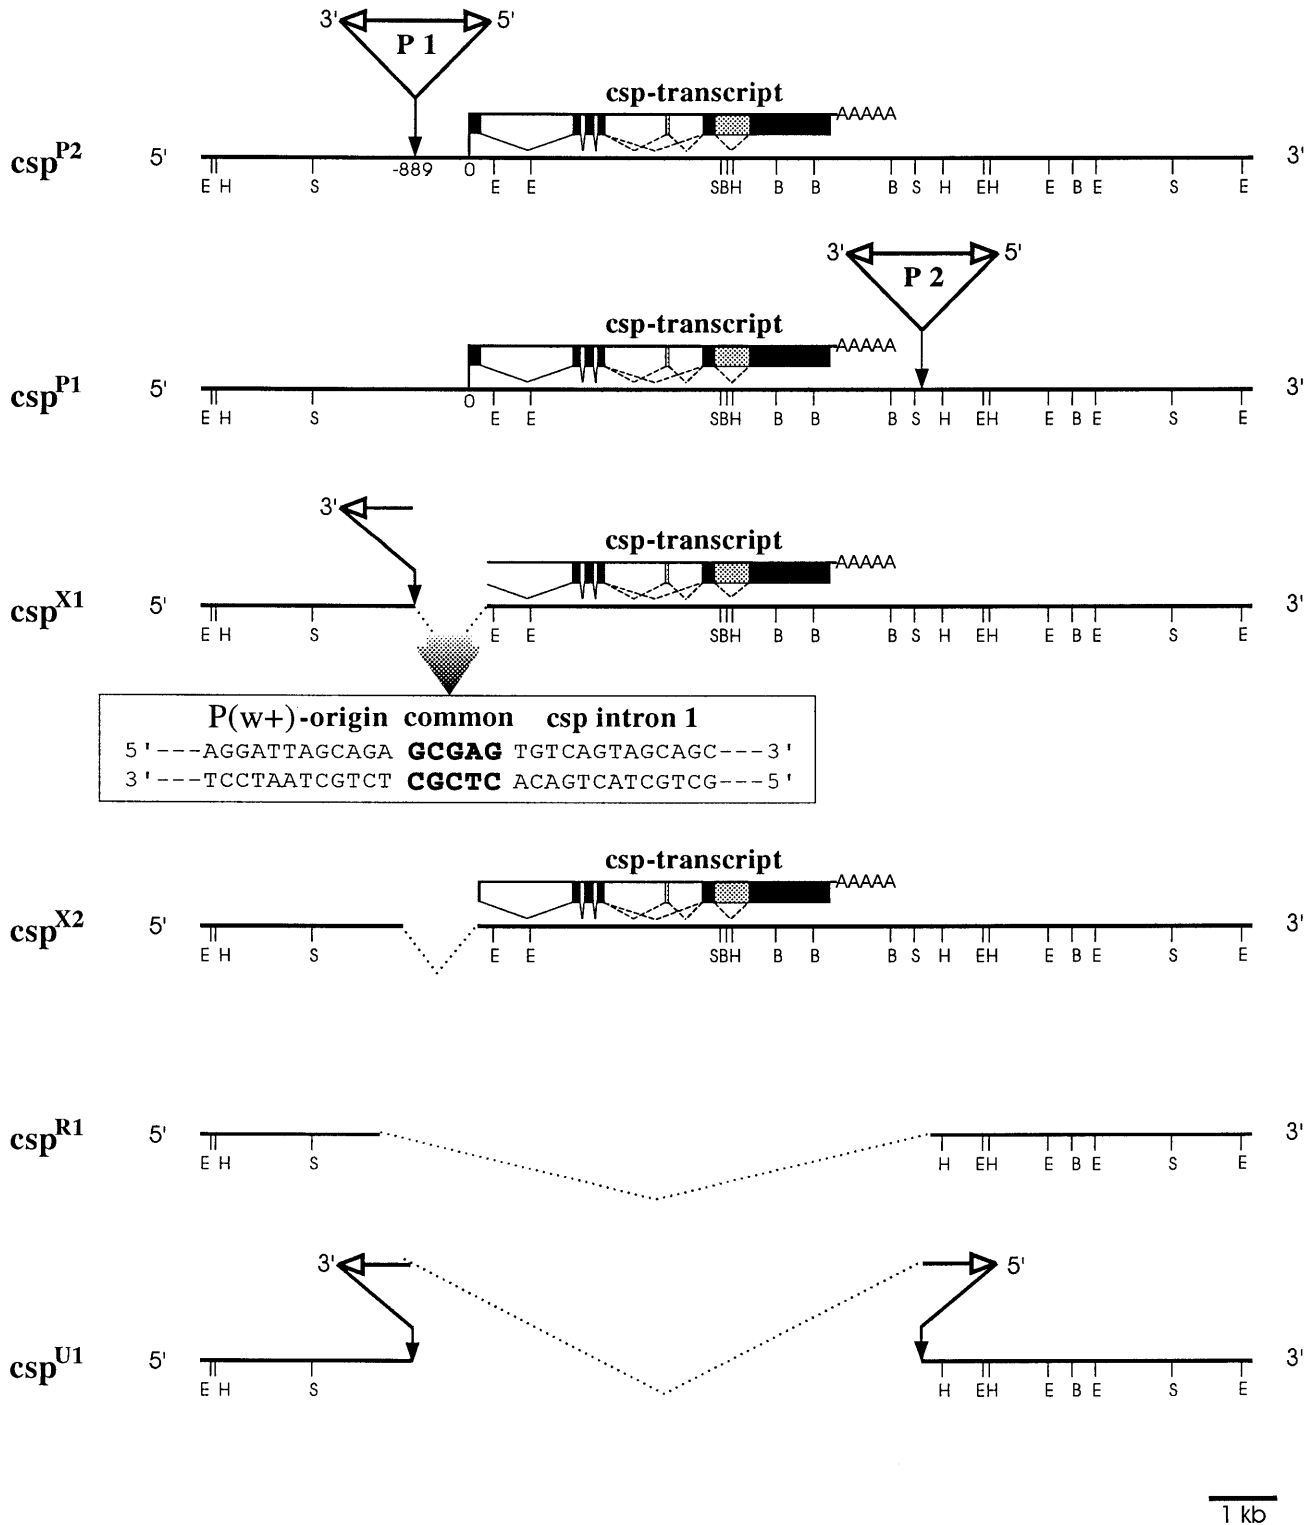 3' 5'
P 1
csp-transcript
AAAAA
csp^P2 5' 3'
-889 0
E H S E E SBH B B B S H EH E B E S E
3' 5'
P 2
csp-transcript
AAAAA
csp^P1 5' 3'
0
E H S E E SBH B B B S H EH E B E S E
3'
csp-transcript
AAAAA
csp^X1 5' 3'
E H S E E SBH B B B S H EH E B E S E
P(w+)-origin common csp intron 1
5'---AGGATTAGCAGA GCGAG TGTCAGTAGCAGC---3'
3'---TCCTAATCGTCT CGCTC ACAGTCATCGTCG---5'
csp-transcript
AAAAA
csp^X2 5' 3'
E H S E E SBH B B B S H EH E B E S E
csp^R1 5' 3'
E H S H EH E B E S E
3' 5'
csp^U1 5' 3'
E H S H EH E B E S E
1 kb